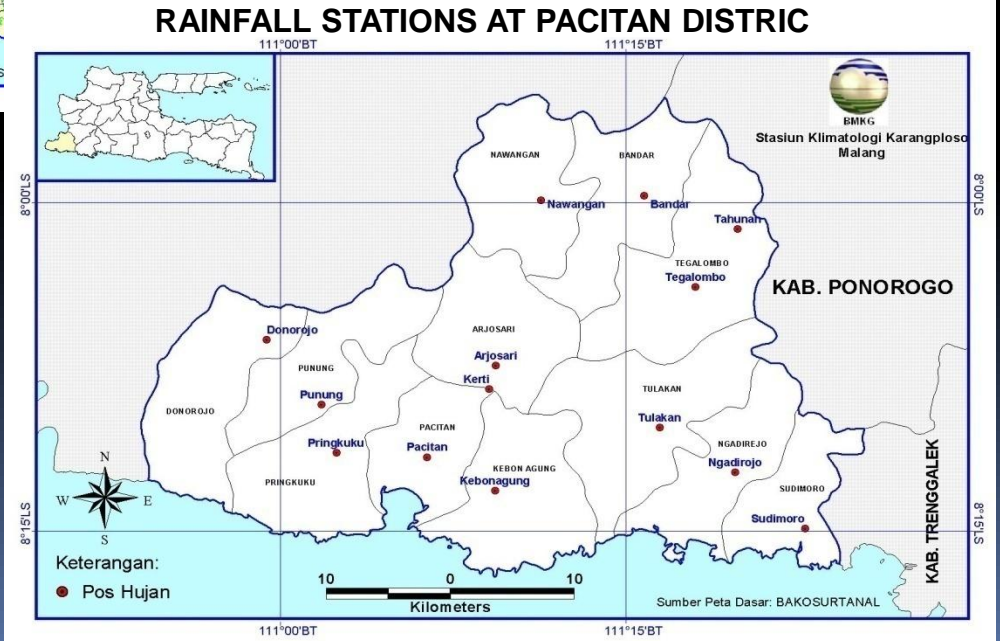 RAINFALL STATIONS AT PACITAN DISTRIC
111°00'BT
111°15'BT
BMKG
Stasiun Klimatologi Karangploso
Malang
8°00'LS
8°00'LS
NAWANGAN
BANDAR
Nawangan
Bandar
Tahunan
TEGALOMBO
Tegalombo
KAB. PONOROGO
Donorojo
ARJOSARI
Arjosari
Kerti
PUNUNG
Punung
TULAKAN
Tulakan
DONOROJO
PACITAN
Pacitan
Pringkuku
PRINGKUKU
NGADIREJO
Ngadirojo
KEBON AGUNG
Kebonagung
SUDIMORO
Sudimoro
KAB. TRENGGALEK
N
W
E
S
8°15'LS
8°15'LS
Keterangan:
Pos Hujan
10
0
10
Kilometers
Sumber Peta Dasar: BAKOSURTANAL
111°00'BT
111°15'BT